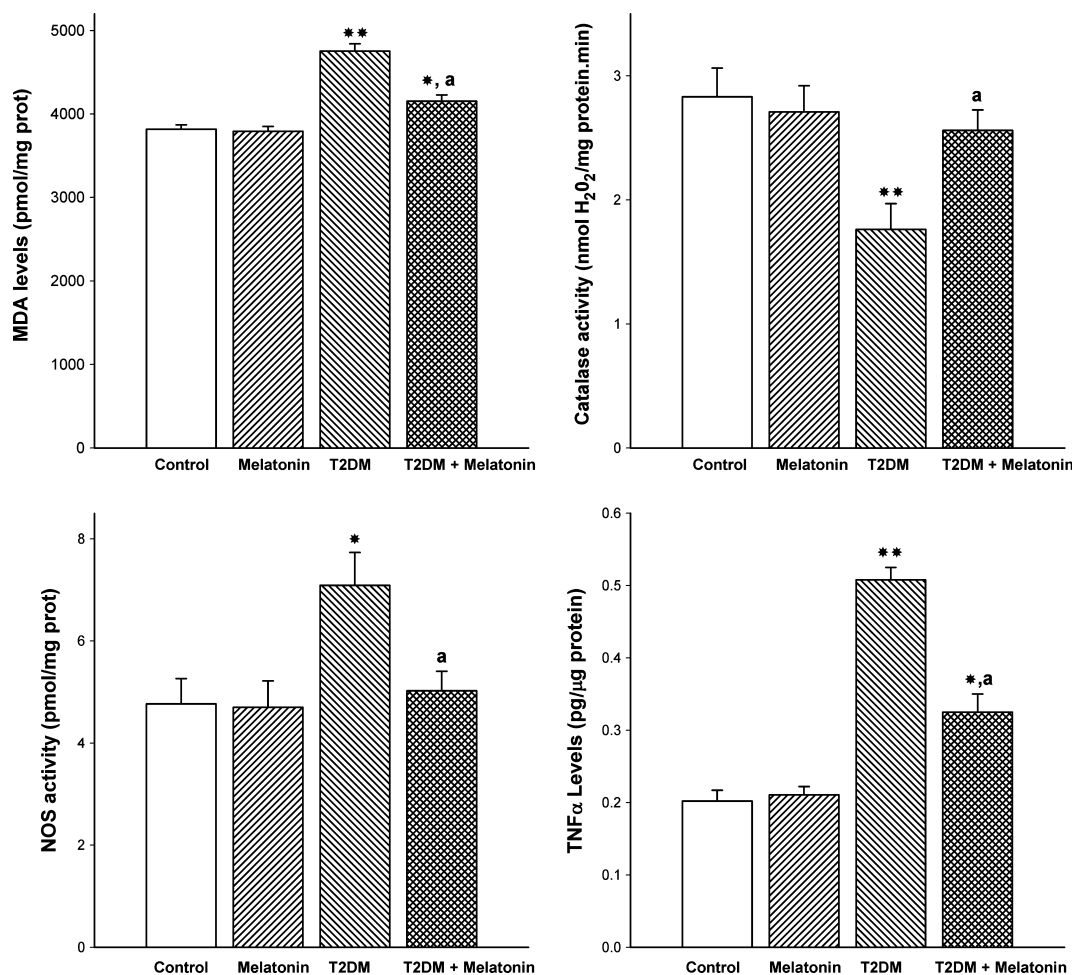 MDA levels (pmol/mg prot)
5000
4000
3000
2000
1000
0
**
*, a
Control
Melatonin
T2DM
T2DM + Melatonin
Catalase activity (nmol H₂0₂/mg protein.min)
3
2
1
0
**
a
Control
Melatonin
T2DM
T2DM + Melatonin
NOS activity (pmol/mg prot)
8
6
4
2
0
*
a
Control
Melatonin
T2DM
T2DM + Melatonin
TNFα Levels (pg/μg protein)
0.6
0.5
0.4
0.3
0.2
0.1
0.0
**
*,a
Control
Melatonin
T2DM
T2DM + Melatonin